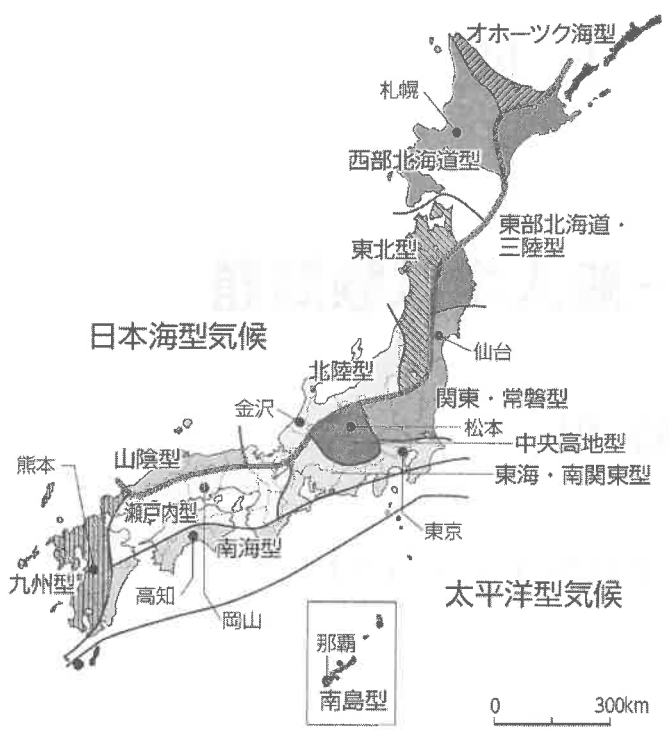 オホーツク海型
札幌
西部北海道型
東部北海道・
三陸型
東北型
日本海型気候
仙台
北陸型
関東・常磐型
金沢
松本
中央高地型
山陰型
東海・南関東型
熊本
瀬戸内型
東京
南海型
九州型
高知
太平洋型気候
岡山
那覇
南島型
0 300km